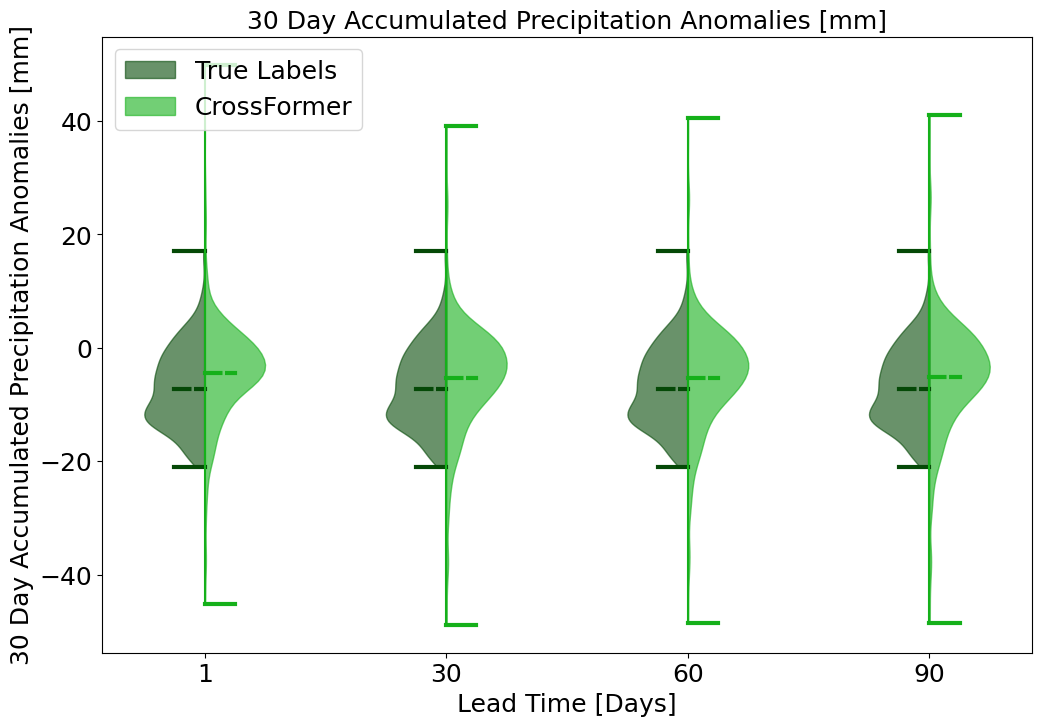 30 Day Accumulated Precipitation Anomalies [mm]
30 Day Accumulated Precipitation Anomalies [mm]
True Labels
CrossFormer
40
20
0
−20
−40
1 30 60 90
Lead Time [Days]